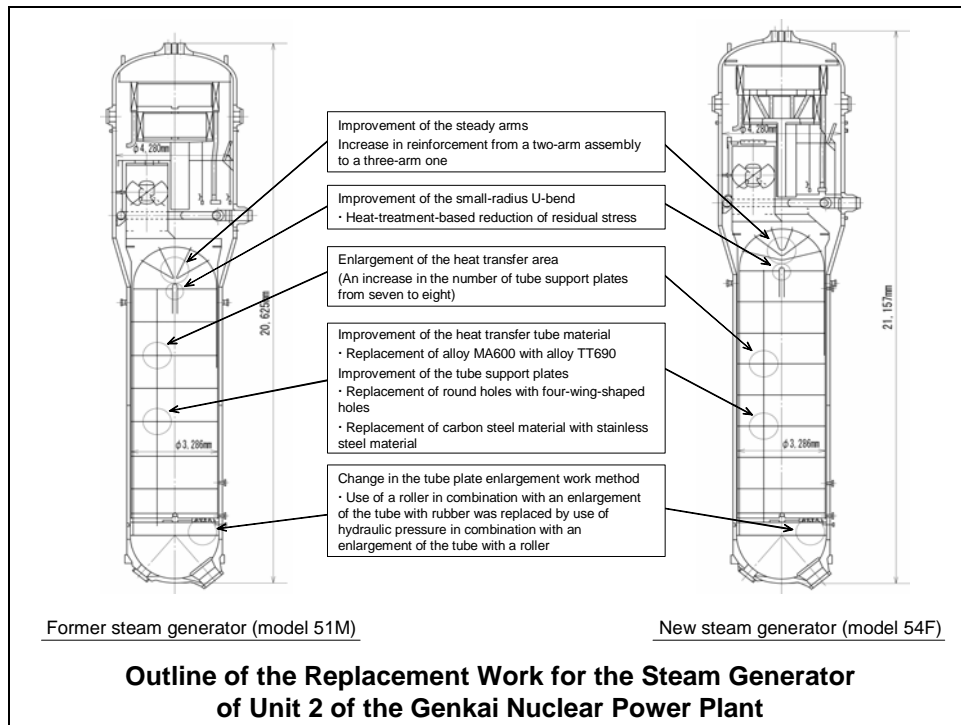 φ4,280mm
20,625mm
φ3,286mm
Improvement of the steady arms
Increase in reinforcement from a two-arm assembly
to a three-arm one
Improvement of the small-radius U-bend
・Heat-treatment-based reduction of residual stress
Enlargement of the heat transfer area
(An increase in the number of tube support plates
from seven to eight)
Improvement of the heat transfer tube material
・Replacement of alloy MA600 with alloy TT690
Improvement of the tube support plates
・Replacement of round holes with four-wing-shaped
holes
・Replacement of carbon steel material with stainless
steel material
Change in the tube plate enlargement work method
・Use of a roller in combination with an enlargement
of the tube with rubber was replaced by use of
hydraulic pressure in combination with an
enlargement of the tube with a roller
φ4,280mm
21,157mm
φ3,286mm
Former steam generator (model 51M)
New steam generator (model 54F)
Outline of the Replacement Work for the Steam Generator
of Unit 2 of the Genkai Nuclear Power Plant